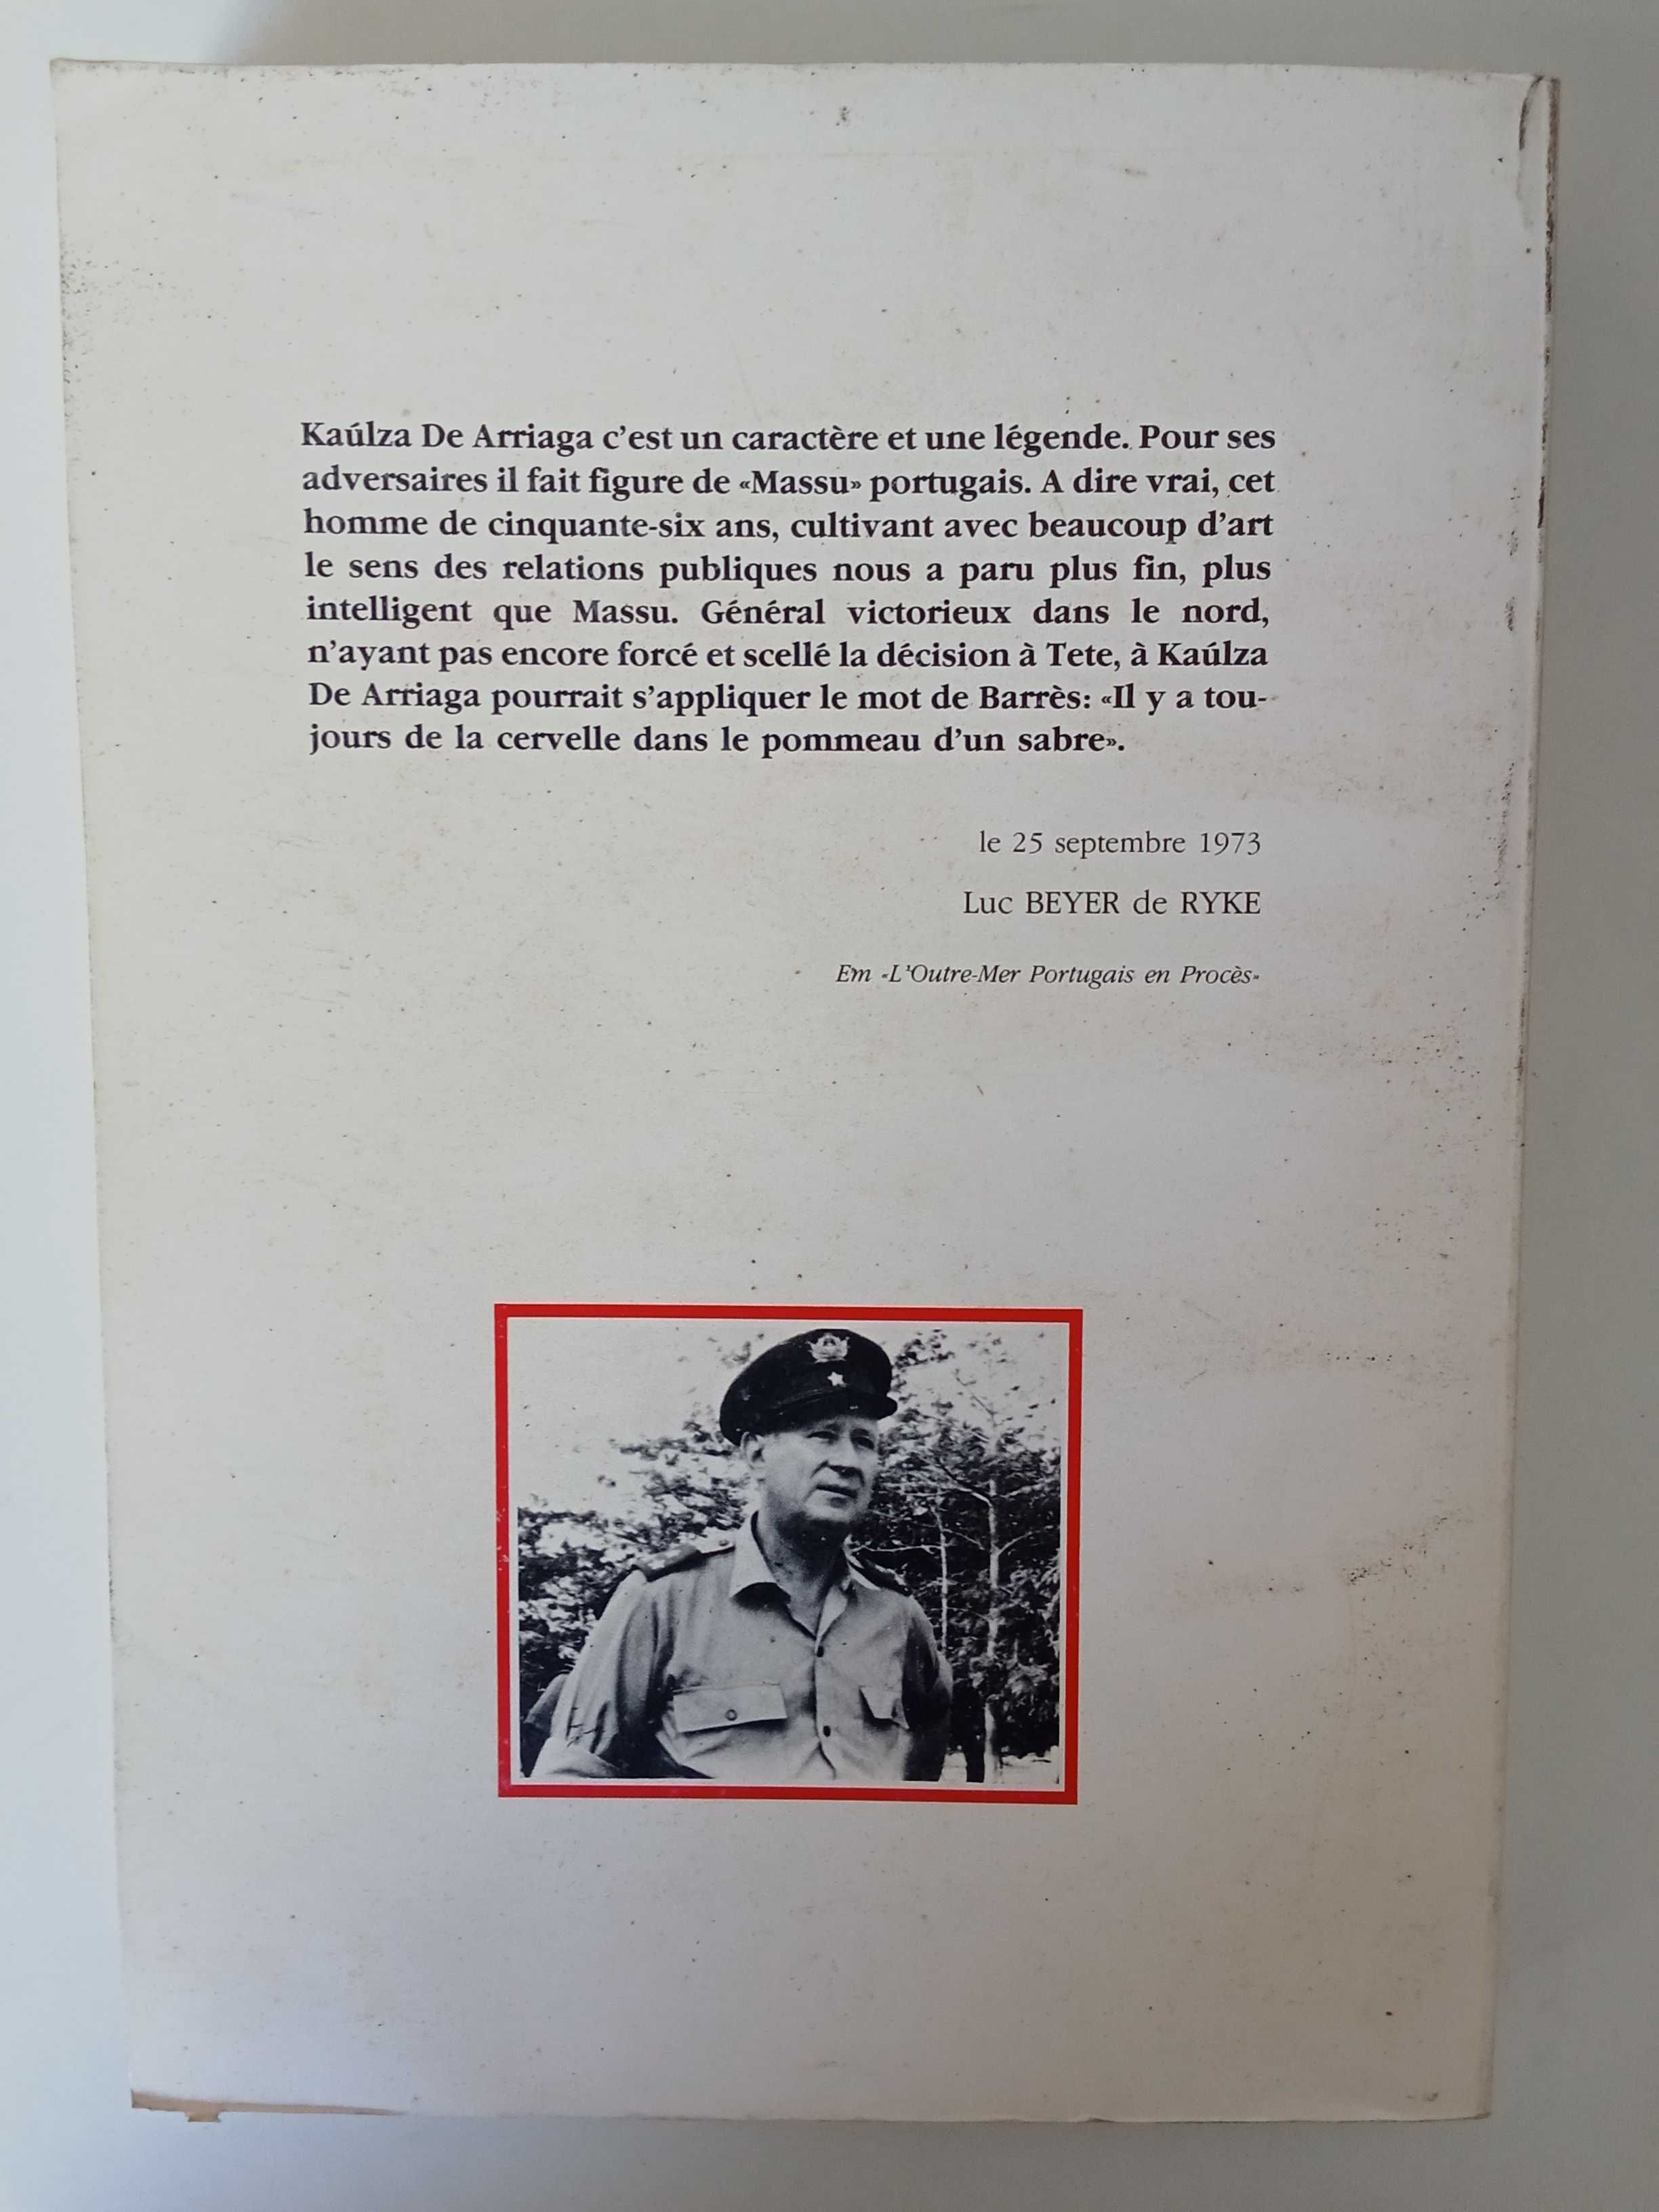 Kaúlza De Arriaga c'est un caractère et une légende. Pour ses
adversaires il fait figure de «Massu» portugais. A dire vrai, cet
homme de cinquante-six ans, cultivant avec beaucoup d'art
le sens des relations publiques nous a paru plus fin, plus
intelligent que Massu. Général victorieux dans le nord,
n'ayant pas encore forcé et scellé la décision à Tete, à Kaúlza
De Arriaga pourrait s'appliquer le mot de Barrès: «Il y a tou-
jours de la cervelle dans le pommeau d'un sabre».
le 25 septembre 1973
Luc BEYER de RYKE
Em «L'Outre-Mer Portugais en Procès»